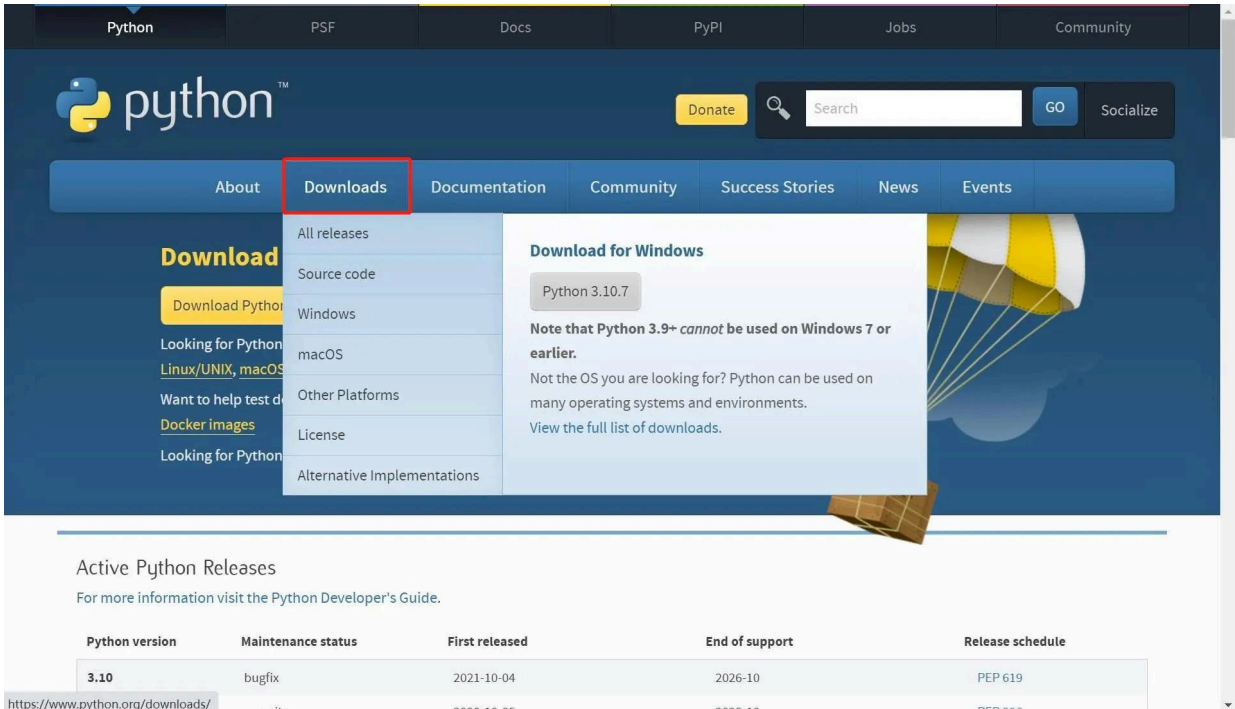 Python PSF Docs PyPI Jobs Community
python™
Donate Search GO Socialize
About Downloads Documentation Community Success Stories News Events
All releases
Source code
Windows
macOS
Other Platforms
License
Alternative Implementations
Download for Windows
Python 3.10.7
Note that Python 3.9+ cannot be used on Windows 7 or
earlier.
Not the OS you are looking for? Python can be used on
many operating systems and environments.
View the full list of downloads.
Download
Download Python
Looking for Python
Linux/UNIX, macOS
Want to help test
Docker images
Looking for Python
Active Python Releases
For more information visit the Python Developer's Guide.
Python version Maintenance status First released End of support Release schedule
3.10 bugfix 2021-10-04 2026-10 PEP 619
https://www.python.org/downloads/